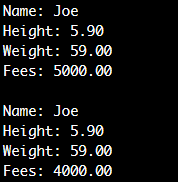 Name: Joe
Height: 5.90
Weight: 59.00
Fees: 5000.00
Name: Joe
Height: 5.90
Weight: 59.00
Fees: 4000.00